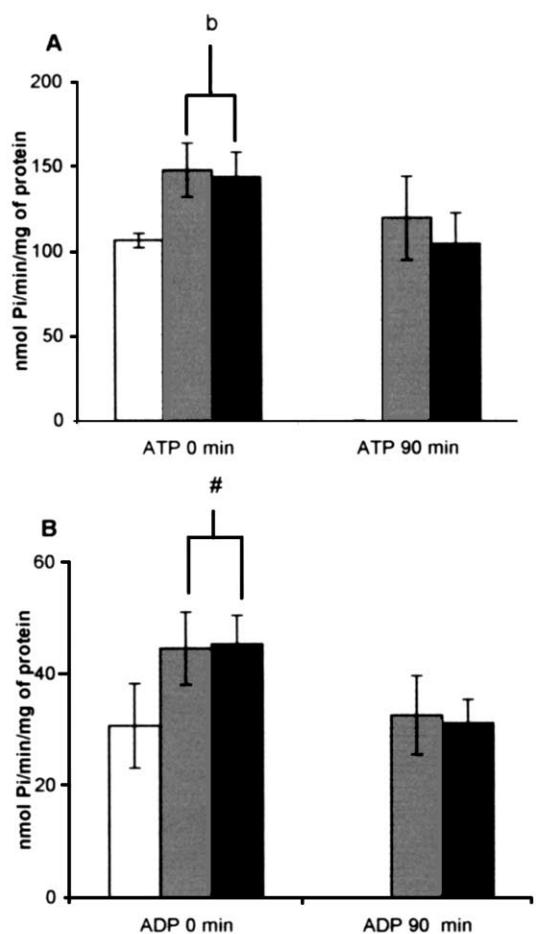 A
b
nmol Pi/min/mg of protein
200
150
100
50
0
ATP 0 min
ATP 90 min
B
#
nmol Pi/min/mg of protein
60
40
20
0
ADP 0 min
ADP 90 min